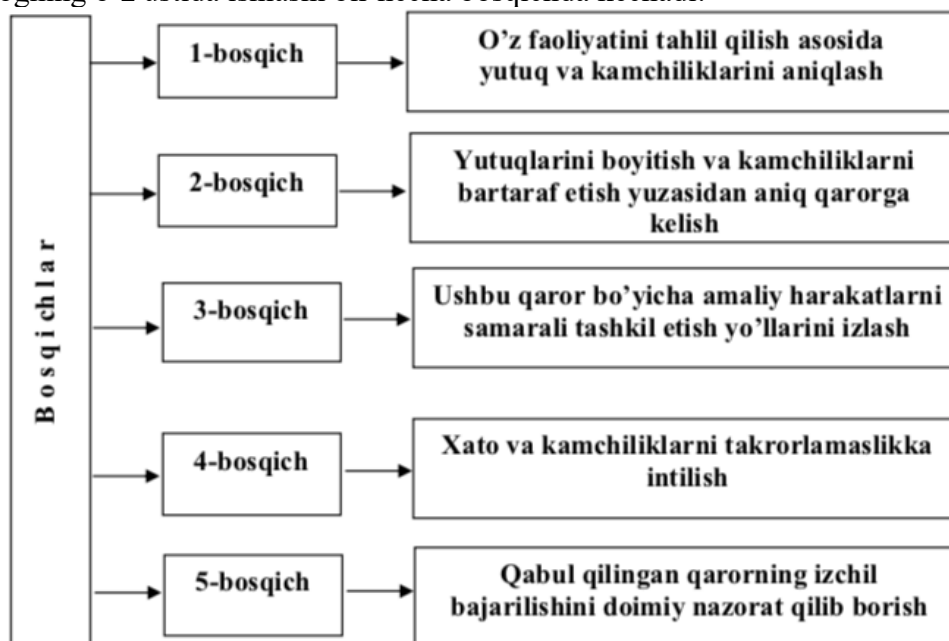 Bosqichlar
1-bosqich
O’z faoliyatini tahlil qilish asosida
yutuq va kamchiliklarini aniqlash
2-bosqich
Yutuqlarini boyitish va kamchiliklarni
bartaraf etish yuzasidan aniq qarorga
kelish
3-bosqich
Ushbu qaror bo’yicha amaliy harakatlarni
samarali tashkil etish yo’llarini izlash
4-bosqich
Xato va kamchiliklarni takrorlamaslikka
intilish
5-bosqich
Qabul qilingan qarorning izchil
bajarilishini doimiy nazorat qilib borish